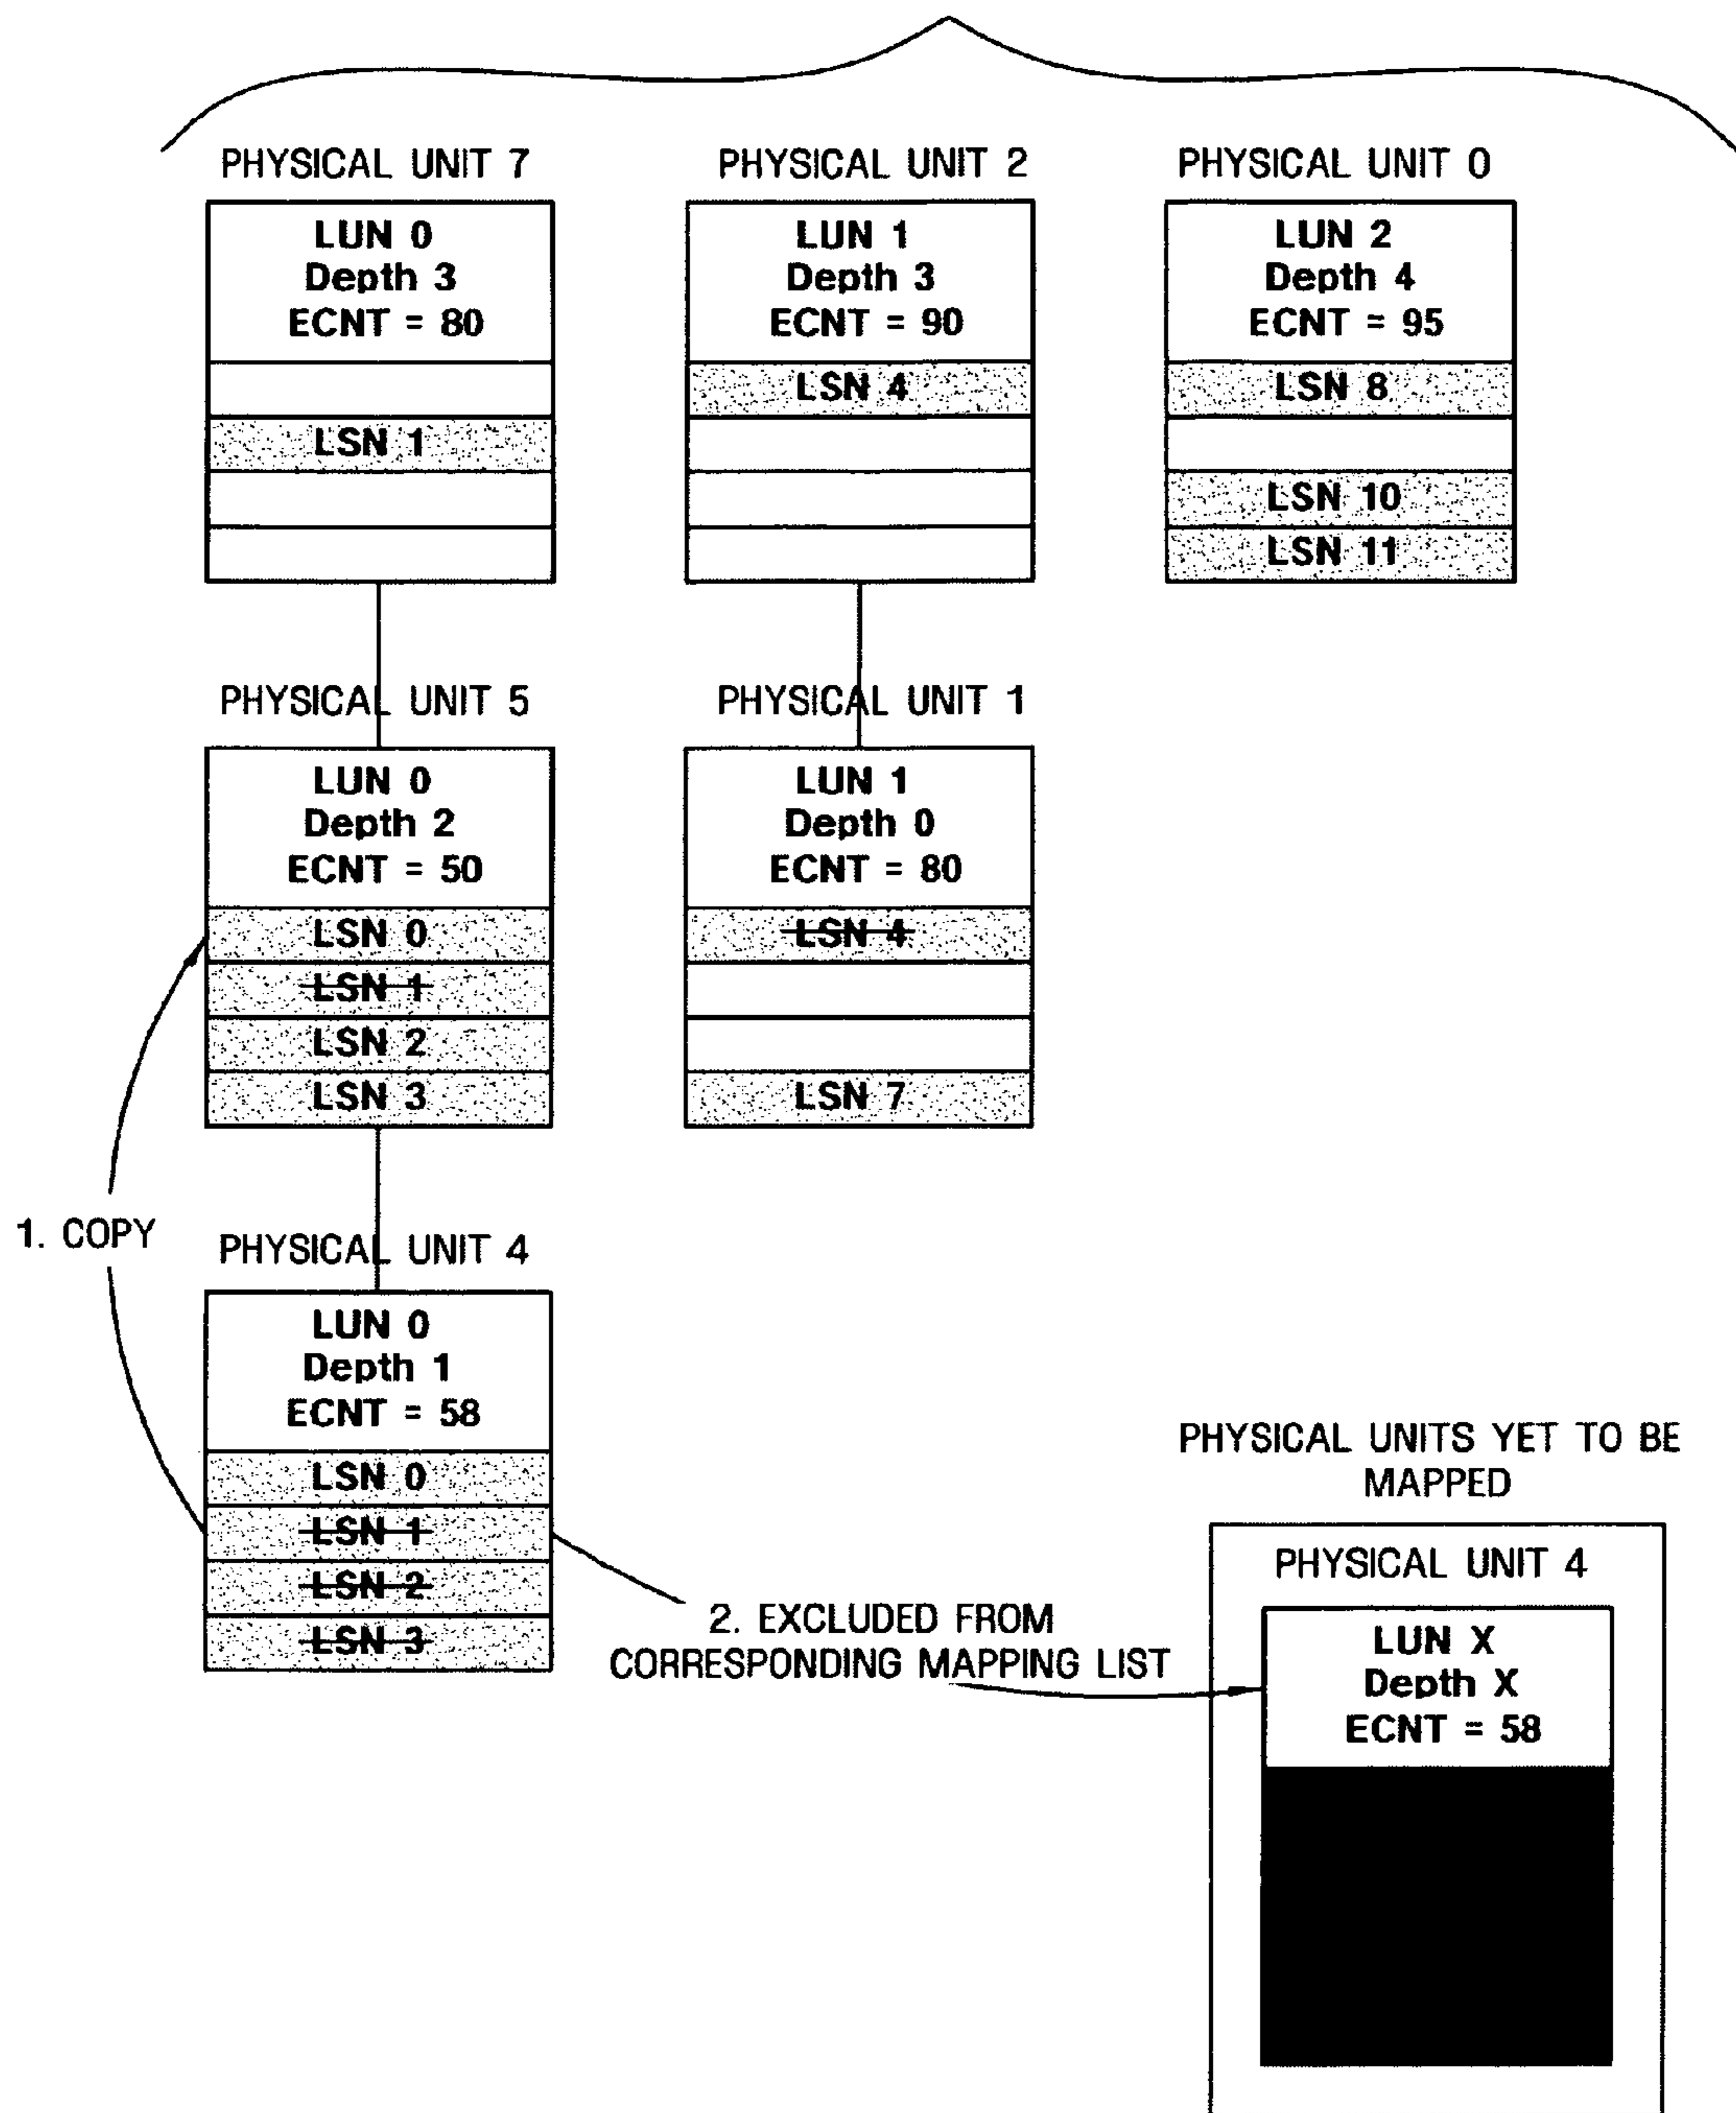 PHYSICAL UNIT 7
LUN 0
Depth 3
ECNT = 80
LSN 1
PHYSICAL UNIT 2
LUN 1
Depth 3
ECNT = 90
LSN 4
PHYSICAL UNIT 0
LUN 2
Depth 4
ECNT = 95
LSN 8
LSN 10
LSN 11
PHYSICAL UNIT 5
LUN 0
Depth 2
ECNT = 50
LSN 0
LSN 1
LSN 2
LSN 3
PHYSICAL UNIT 1
LUN 1
Depth 0
ECNT = 80
LSN 4
LSN 7
1. COPY
PHYSICAL UNIT 4
LUN 0
Depth 1
ECNT = 58
LSN 0
LSN 1
LSN 2
LSN 3
2. EXCLUDED FROM
CORRESPONDING MAPPING LIST
PHYSICAL UNITS YET TO BE
MAPPED
PHYSICAL UNIT 4
LUN X
Depth X
ECNT = 58